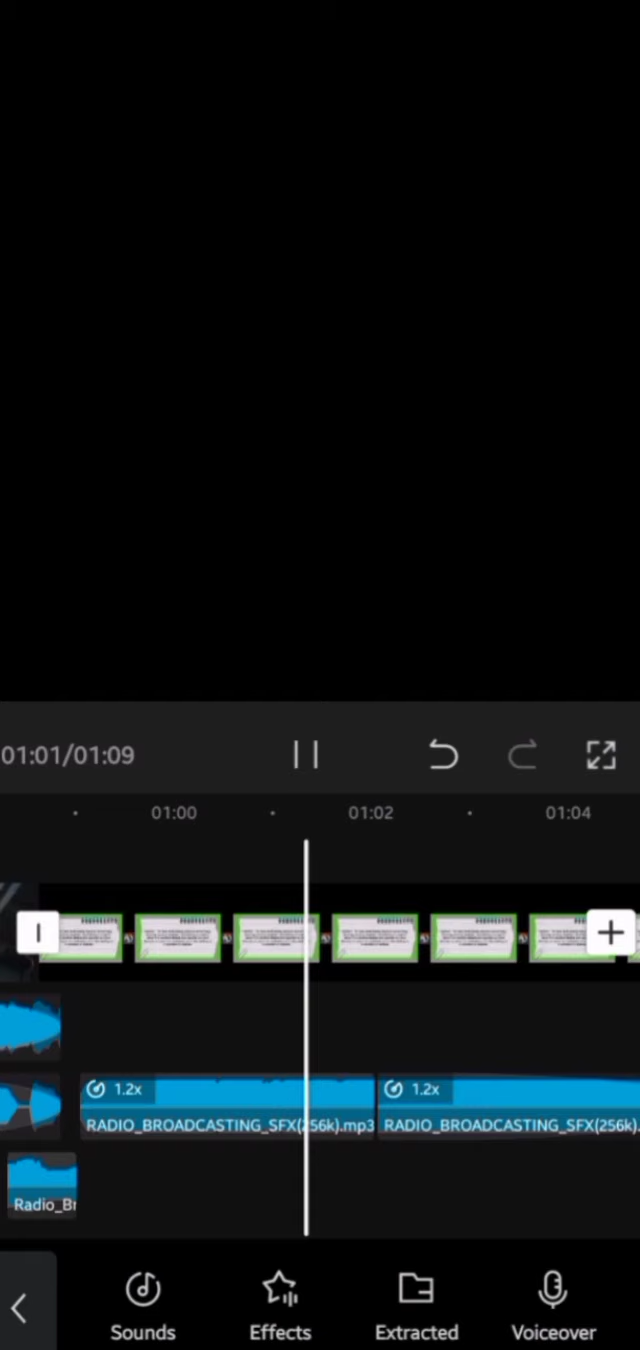 01:01/01:09
01:00 01:02 01:04
1.2x 1.2x
RADIO_BROADCASTING_SFX(256k).mp3 RADIO_BROADCASTING_SFX(256k).
Radio_Br
Sounds Effects Extracted Voiceover